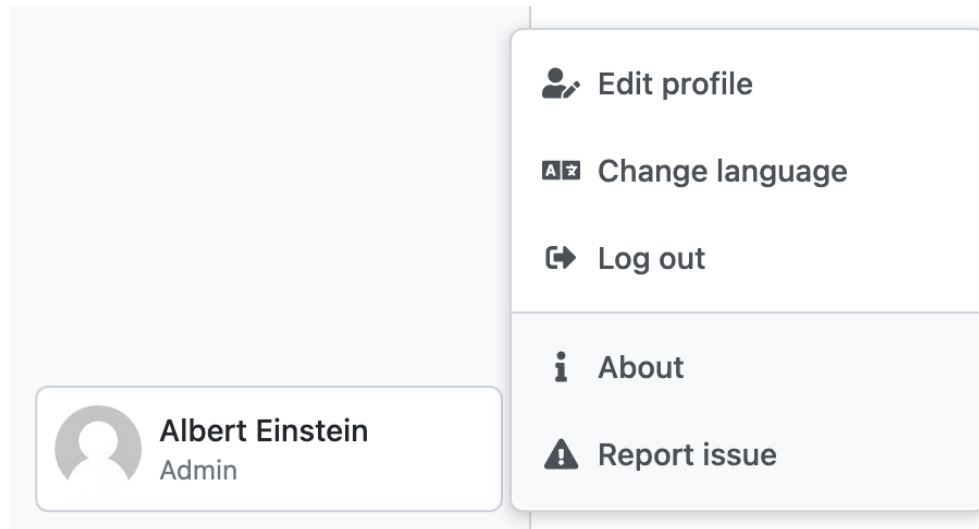 Edit profile
Change language
Log out
About
Report issue
Albert Einstein
Admin